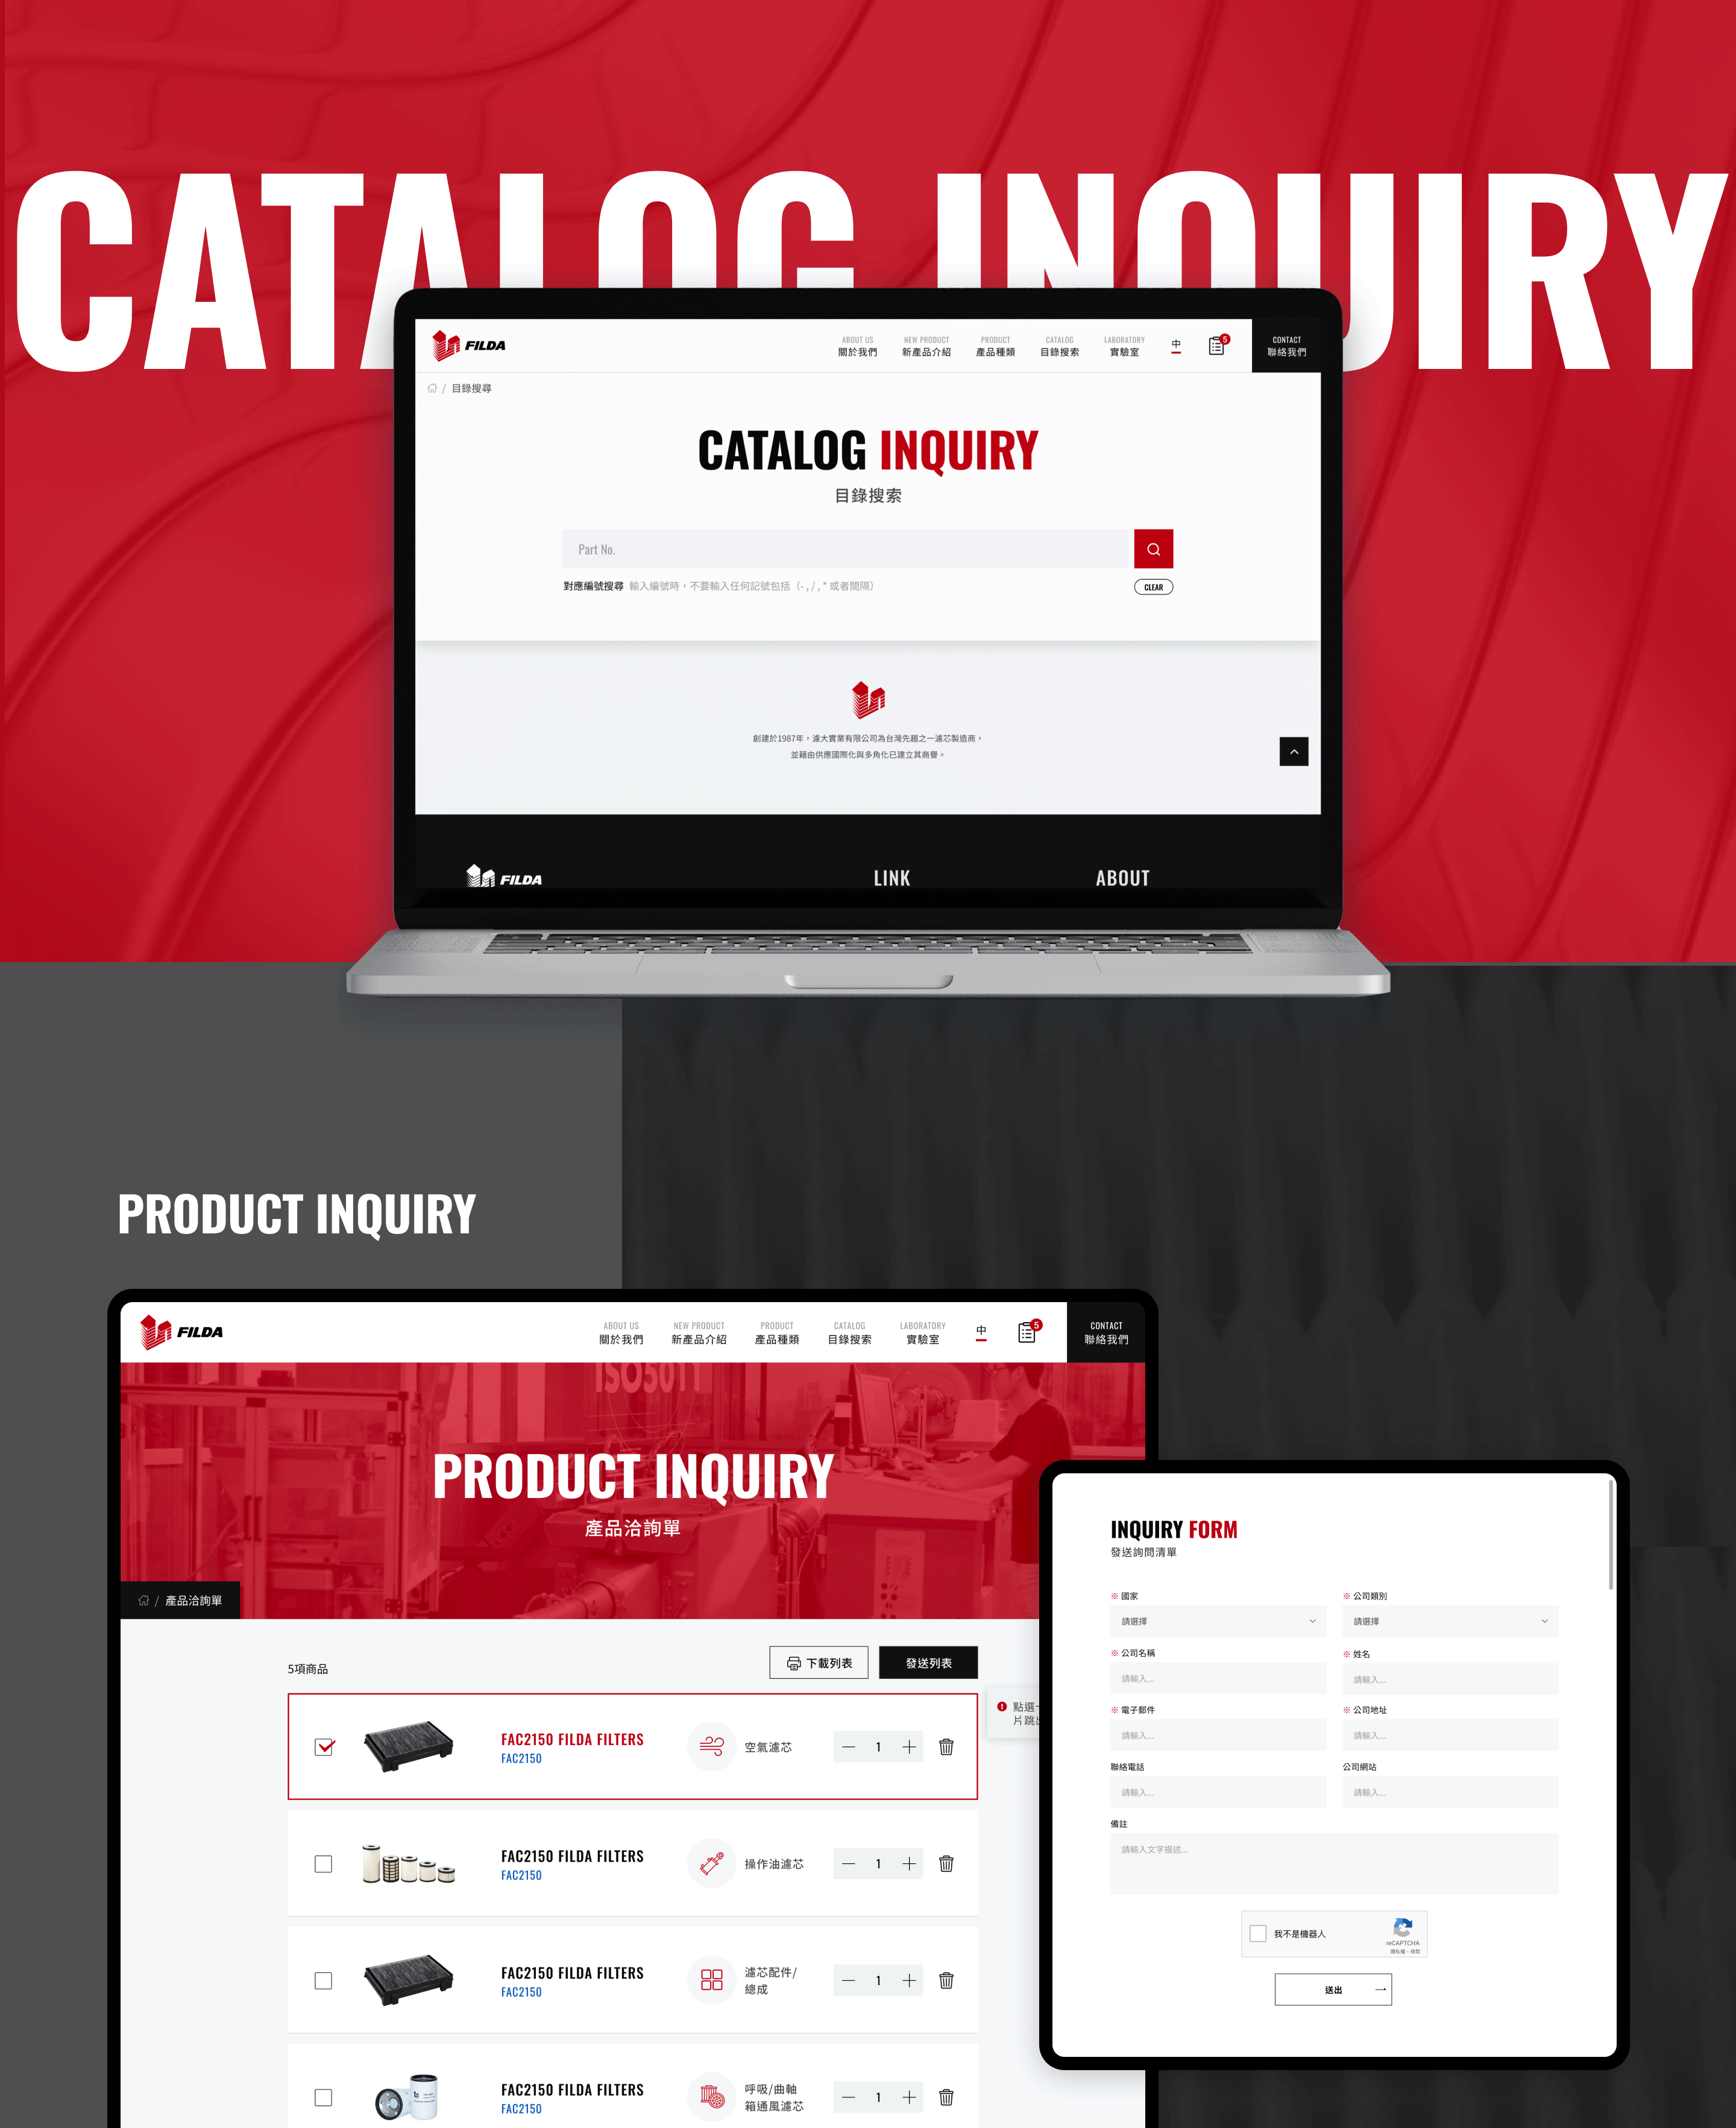 CATALOG INQUIRY
FILDA
ABOUT US
關於我們
NEW PRODUCT
新產品介紹
PRODUCT
產品種類
CATALOG
目錄搜索
LABORATORY
實驗室
中
5
CONTACT
聯絡我們
/ 目錄搜尋
CATALOG INQUIRY
目錄搜索
Part No.
對應編號搜尋 輸入編號時，不要輸入任何記號包括（- , / , * 或者間隔）
CLEAR
創建於1987年，濾大實業有限公司為台灣先趨之一濾芯製造商，
並藉由供應國際化與多角化已建立其商譽。
FILDA
LINK
ABOUT
PRODUCT INQUIRY
FILDA
ABOUT US
關於我們
NEW PRODUCT
新產品介紹
PRODUCT
產品種類
CATALOG
目錄搜索
LABORATORY
實驗室
中
5
CONTACT
聯絡我們
ISO5011
PRODUCT INQUIRY
產品洽詢單
/ 產品洽詢單
5項商品
下載列表
發送列表
點選
片跳
FAC2150 FILDA FILTERS
FAC2150
空氣濾芯
1
FAC2150 FILDA FILTERS
FAC2150
操作油濾芯
1
FAC2150 FILDA FILTERS
FAC2150
濾芯配件/
總成
1
FAC2150 FILDA FILTERS
FAC2150
呼吸/曲軸
箱通風濾芯
1
INQUIRY FORM
發送詢問清單
※ 國家
請選擇
※ 公司類別
請選擇
※ 公司名稱
請輸入...
※ 姓名
請輸入...
※ 電子郵件
請輸入...
※ 公司地址
請輸入...
聯絡電話
請輸入...
公司網站
請輸入...
備註
請輸入文字描述...
我不是機器人
reCAPTCHA
隱私權 - 條款
送出